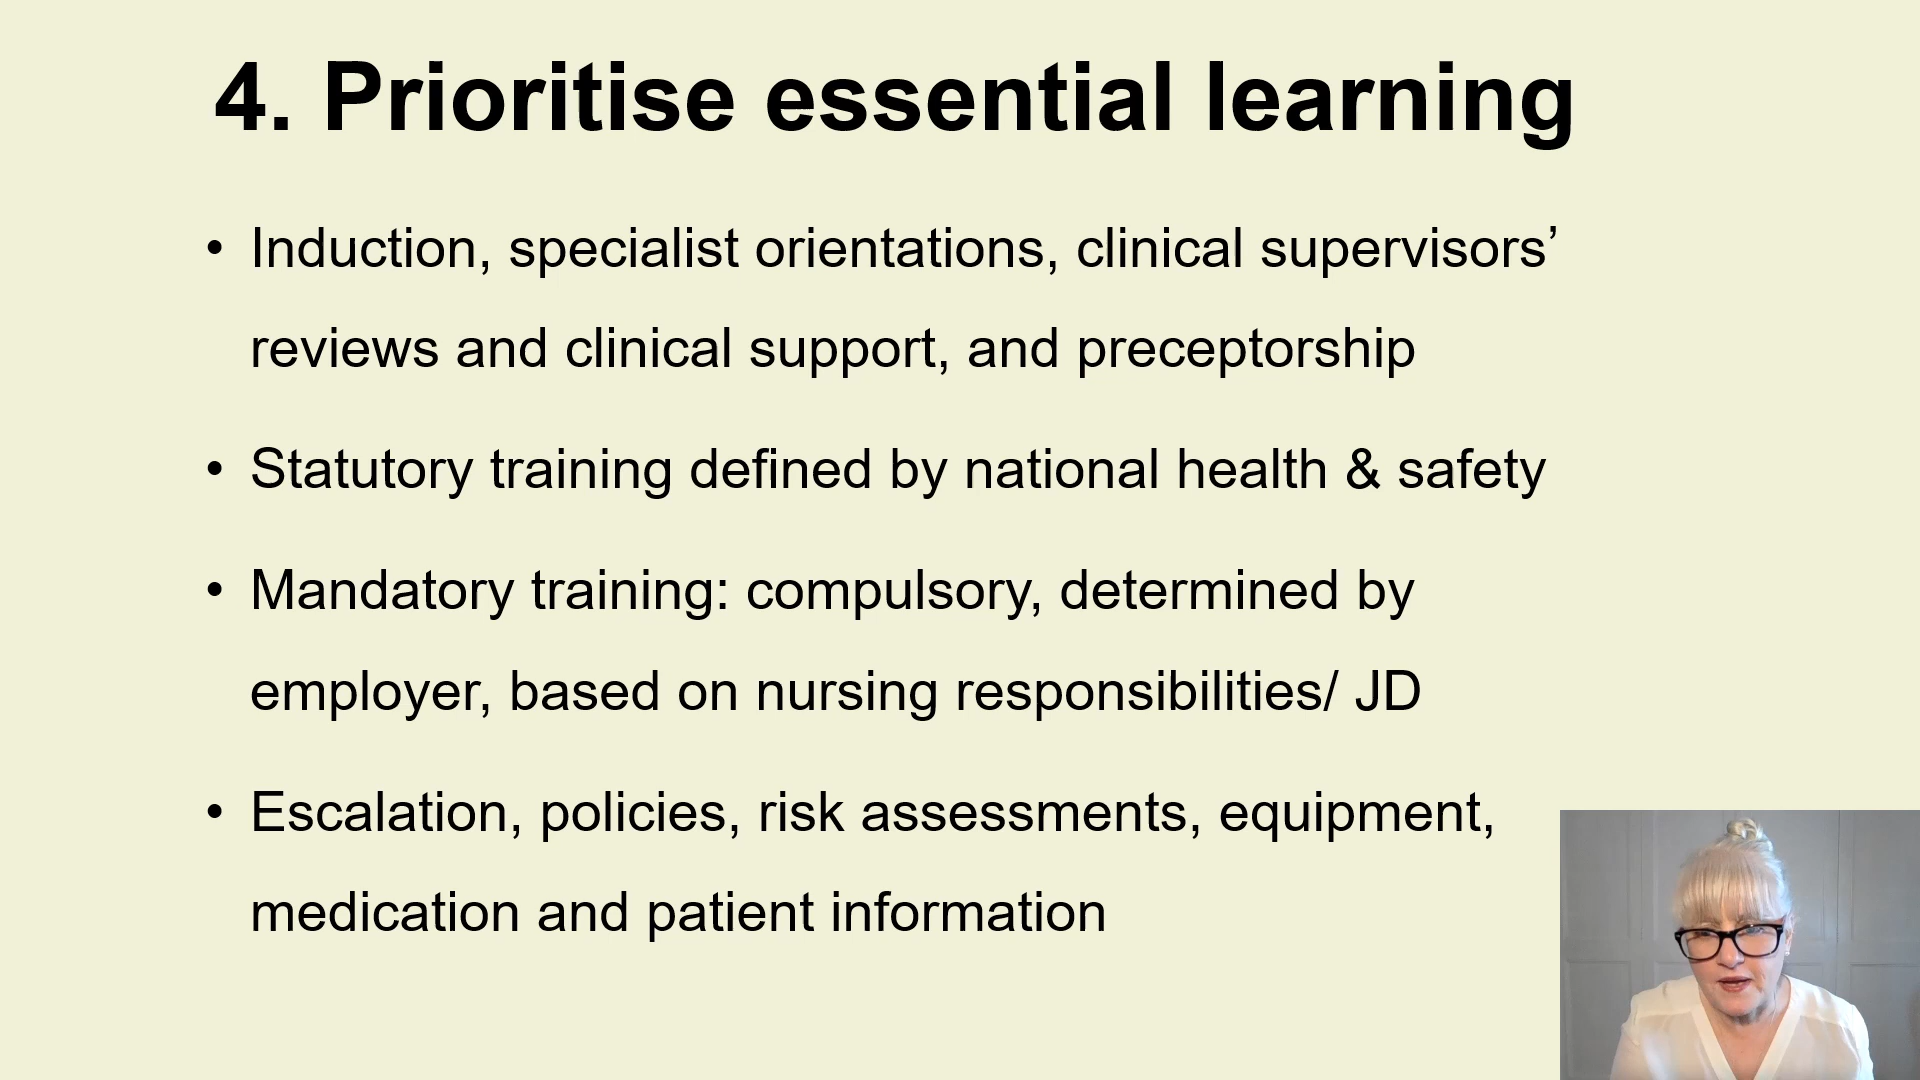 4. Prioritise essential learning
• Induction, specialist orientations, clinical supervisors’
reviews and clinical support, and preceptorship
• Statutory training defined by national health & safety
• Mandatory training: compulsory, determined by
employer, based on nursing responsibilities/ JD
• Escalation, policies, risk assessments, equipment,
medication and patient information